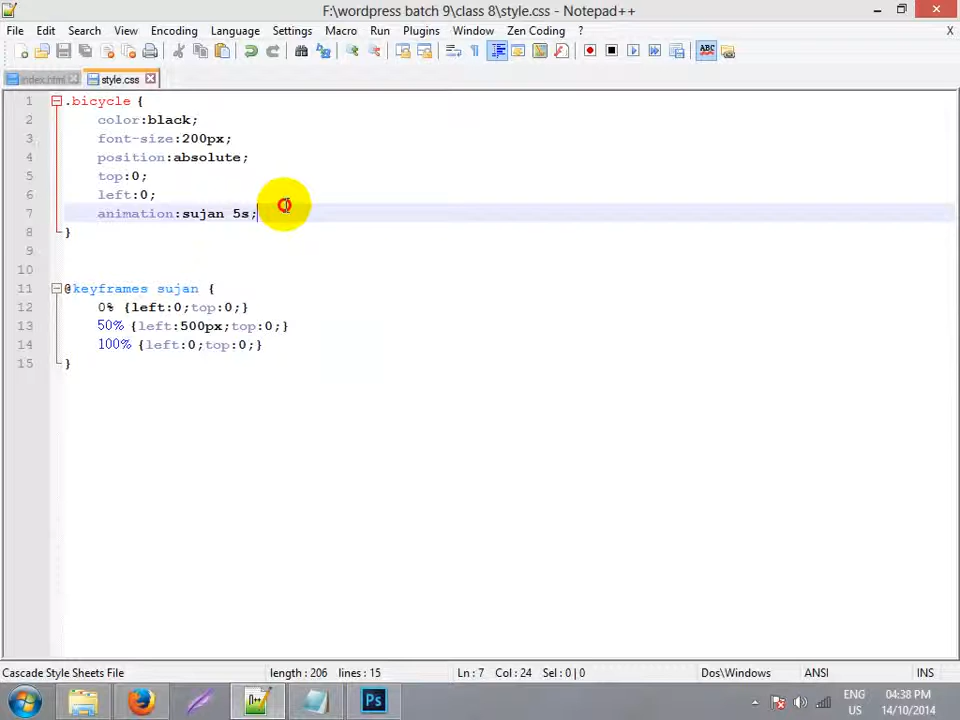 F:\wordpress batch 9\class 8\style.css - Notepad++
File Edit Search View Encoding Language Settings Macro Run Plugins Window Zen Coding ? X
index.html style.css
1 .bicycle {
2 color:black;
3 font-size:200px;
4 position:absolute;
5 top:0;
6 left:0;
7 animation:sujan 5s;
8 }
9
10
11 @keyframes sujan {
12 0% {left:0;top:0;}
13 50% {left:500px;top:0;}
14 100% {left:0;top:0;}
15 }
Cascade Style Sheets File length : 206 lines : 15 Ln : 7 Col : 24 Sel : 0 | 0 Dos\Windows ANSI INS
ENG 04:38 PM
US 14/10/2014